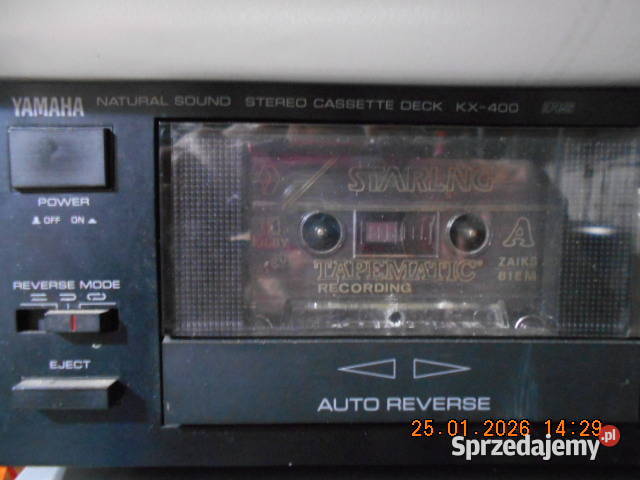 YAMAHA NATURAL SOUND STEREO CASSETTE DECK KX-400
POWER
OFF ON
REVERSE MODE
EJECT
STARLING
A
ZAIKS
TAPEMATIC
BIEM
RECORDING
AUTO REVERSE
25.01.2026 14:29
Sprzedajemy.pl